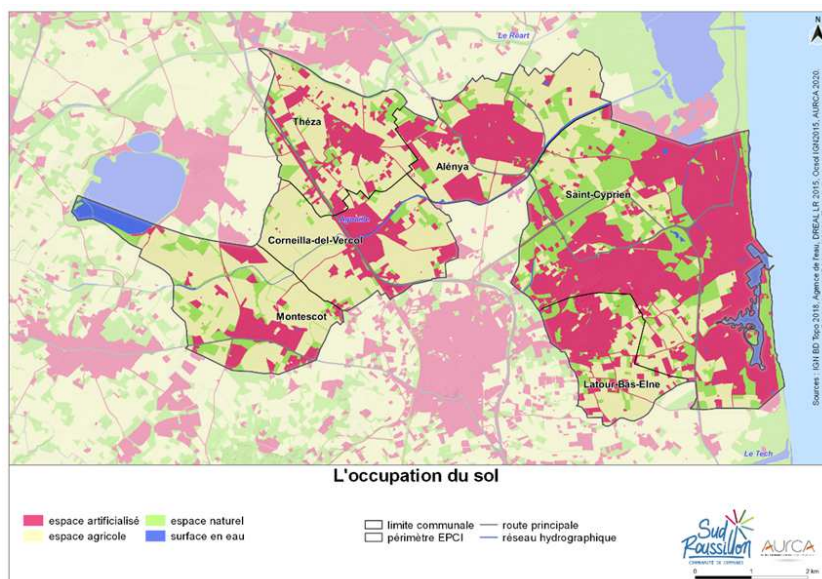 N
Le Réart
Théza
Alénya
Saint-Cyprien
Corneilla-del-Vercol
Montescot
Latour-Bas-Elne
Le Tech
Sources : IGN BD Topo 2018, Agence de l'eau, DREAL LR 2015, Ocsol IGN2015, AURCA 2020.
L'occupation du sol
espace artificialisé
espace naturel
limite communale
route principale
espace agricole
surface en eau
périmètre EPCI
réseau hydrographique
Sud
Roussillon
COMMUNAUTÉ DE COMMUNES
AURCA
0 1 2 km